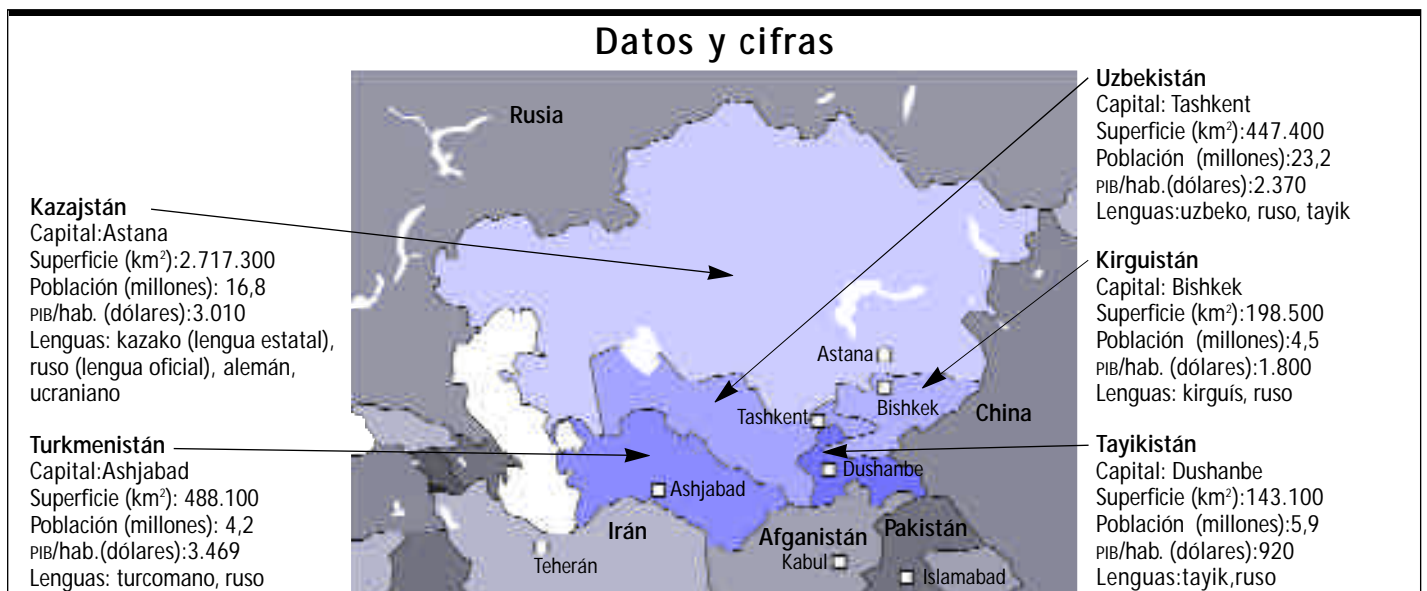 Datos y cifras
Kazajstán
Capital:Astana
Superficie (km²):2.717.300
Población (millones): 16,8
PIB/hab. (dólares):3.010
Lenguas: kazako (lengua estatal),
ruso (lengua oficial), alemán,
ucraniano
Turkmenistán
Capital:Ashjabad
Superficie (km²): 488.100
Población (millones): 4,2
PIB/hab.(dólares):3.469
Lenguas: turcomano, ruso
Rusia
Astana
Bishkek
China
Tashkent
Dushanbe
Ashjabad
Irán
Afganistán
Pakistán
Teherán
Kabul
Islamabad
Uzbekistán
Capital: Tashkent
Superficie (km²):447.400
Población (millones):23,2
PIB/hab.(dólares):2.370
Lenguas:uzbeko, ruso, tayik
Kirguistán
Capital: Bishkek
Superficie (km²):198.500
Población (millones):4,5
PIB/hab. (dólares):1.800
Lenguas: kirguís, ruso
Tayikistán
Capital: Dushanbe
Superficie (km²):143.100
Población (millones):5,9
PIB/hab. (dólares):920
Lenguas:tayik,ruso